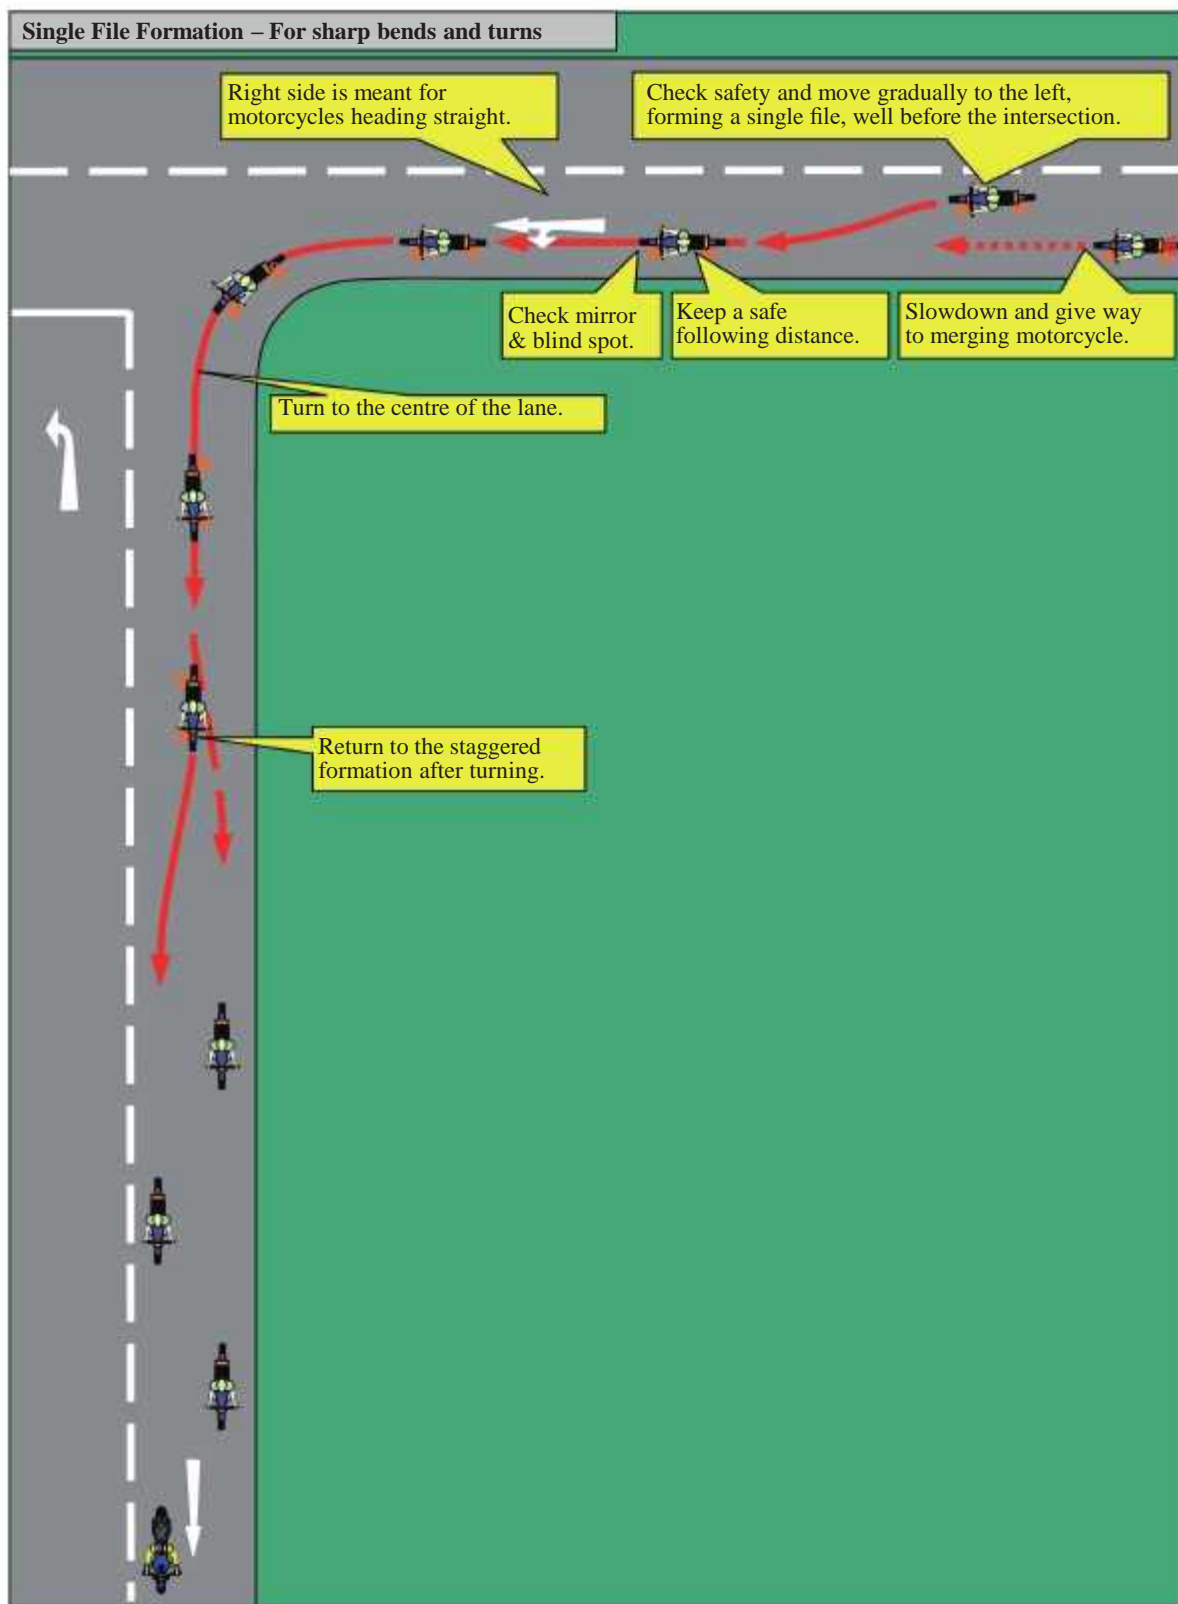 Single File Formation – For sharp bends and turns
Right side is meant for
motorcycles heading straight.
Check safety and move gradually to the left,
forming a single file, well before the intersection.
Check mirror
& blind spot.
Keep a safe
following distance.
Slowdown and give way
to merging motorcycle.
Turn to the centre of the lane.
Return to the staggered
formation after turning.